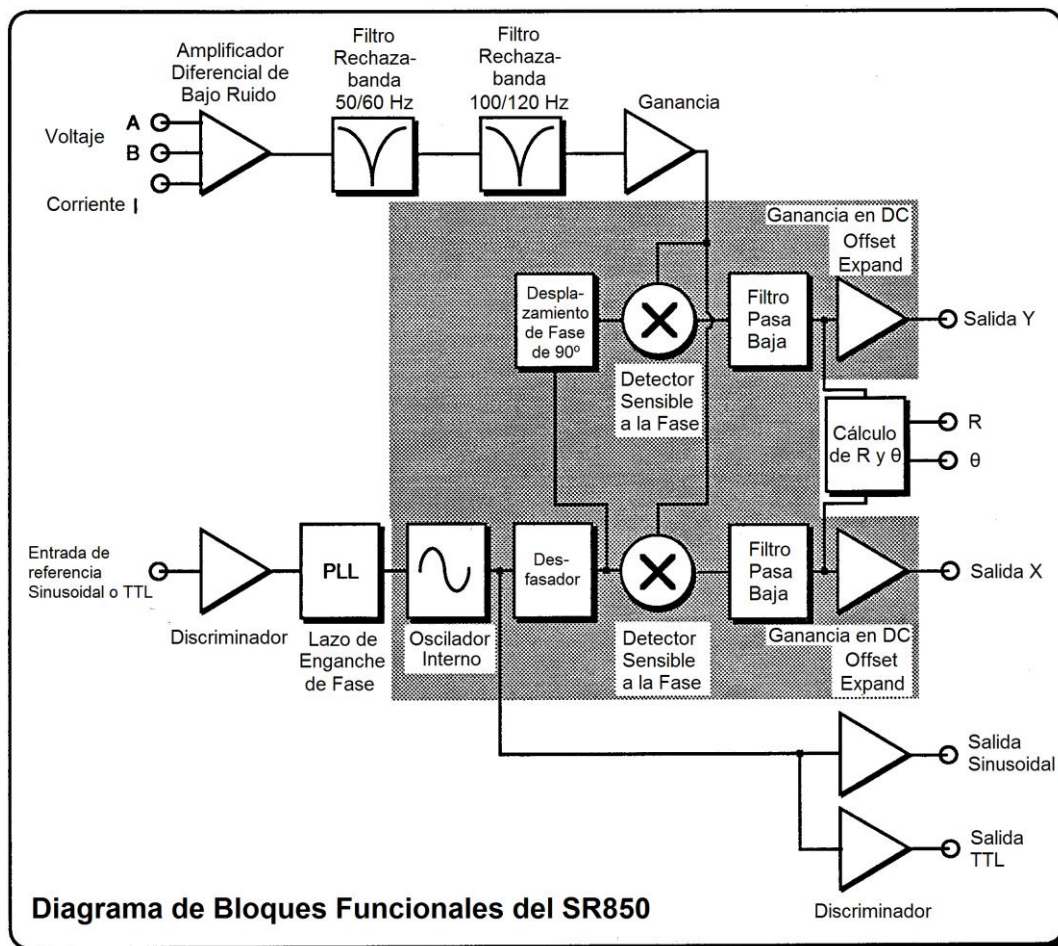 Amplificador
Diferencial de
Bajo Ruido
Filtro
Rechaza-
banda
50/60 Hz
Filtro
Rechaza-
banda
100/120 Hz
Ganancia
Voltaje
A
B
Corriente I
Ganancia en DC
Offset
Expand
Despla-
zamiento
de Fase
de 90º
Filtro
Pasa
Baja
Salida Y
Detector
Sensible
a la Fase
Cálculo
de R y θ
R
θ
Entrada de
referencia
Sinusoidal o TTL
Discriminador
PLL
Lazo de
Enganche
de Fase
Oscilador
Interno
Des-
fasador
Detector
Sensible
a la Fase
Filtro
Pasa
Baja
Salida X
Ganancia en DC
Offset
Expand
Salida
Sinusoidal
Salida
TTL
Discriminador
Diagrama de Bloques Funcionales del SR850